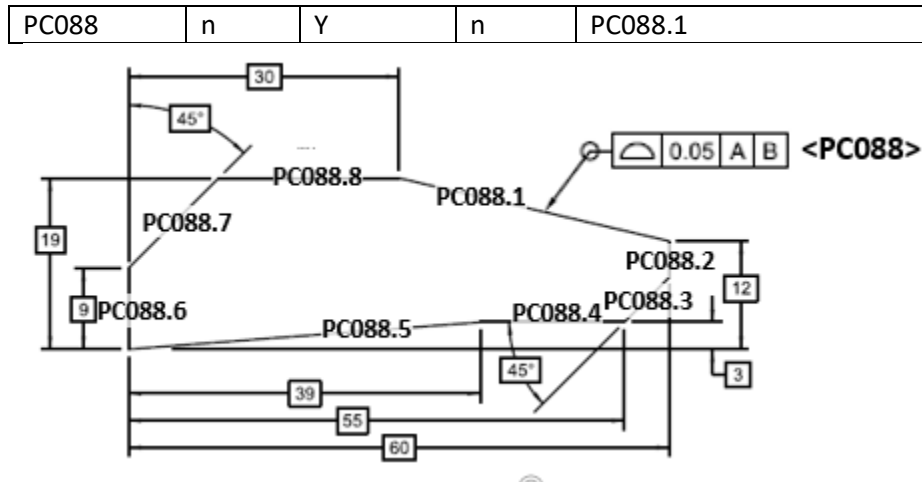 PC088 n Y n PC088.1
30
45°
0.05 A B <PC088>
PC088.8
PC088.1
19
PC088.7
PC088.2
12
9 PC088.6
PC088.3
PC088.4
PC088.5
45°
3
39
55
60